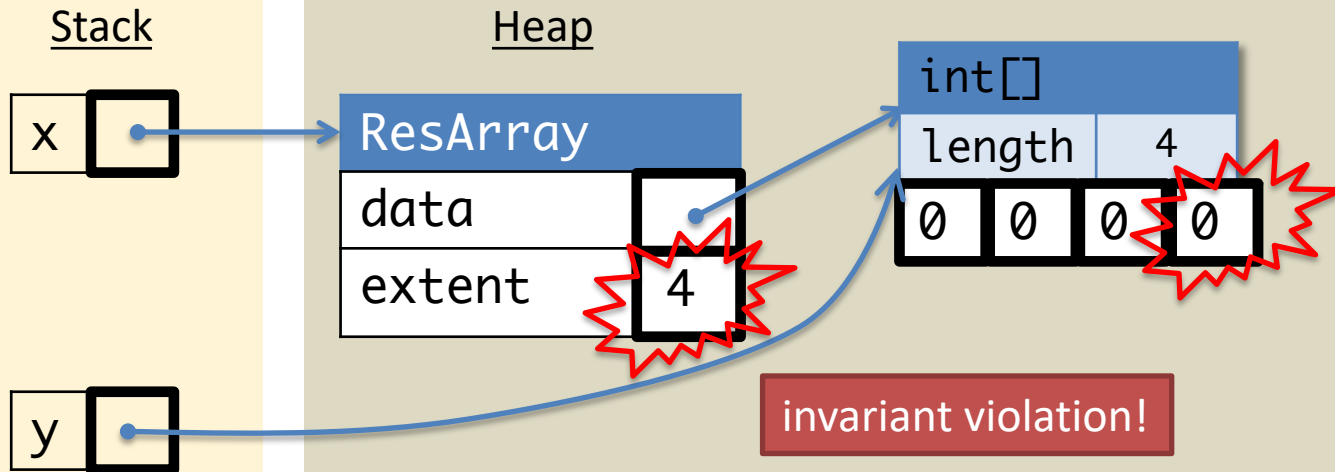 Stack
Heap
x
ResArray
data
extent
4
int[]
length 4
0 0 0 0
y
invariant violation!